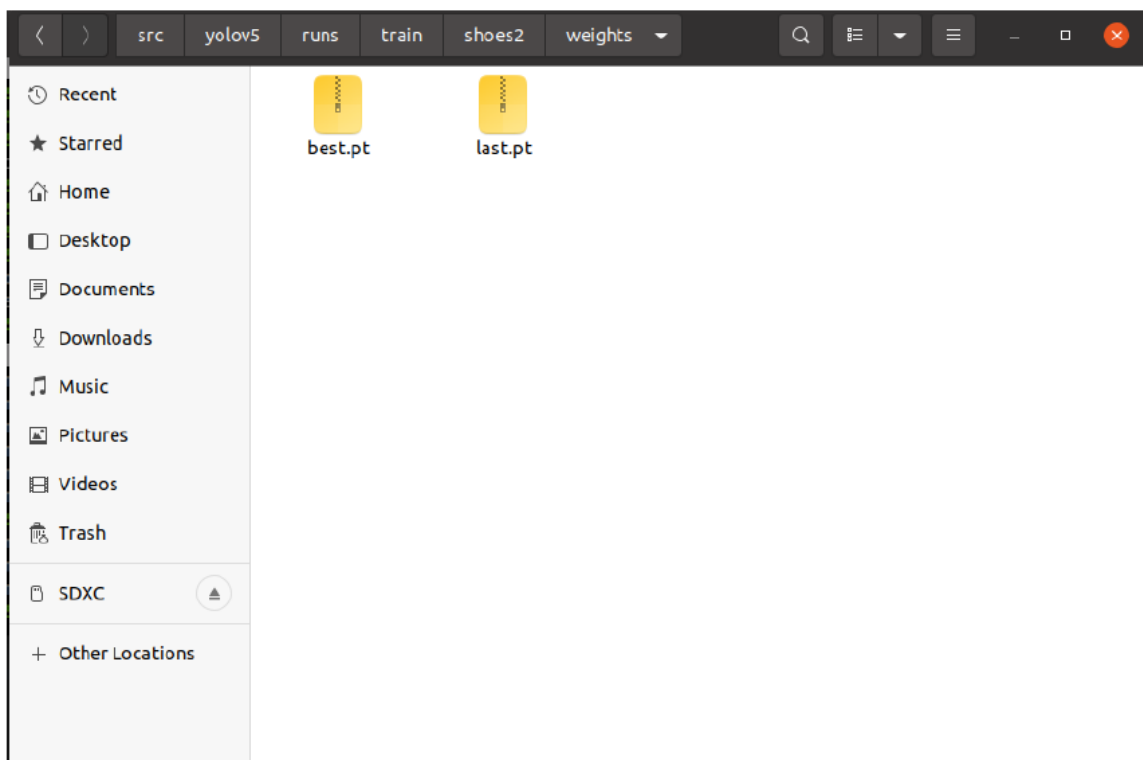 src yolov5 runs train shoes2 weights
Recent
Starred
Home
Desktop
Documents
Downloads
Music
Pictures
Videos
Trash
SDXC
Other Locations
best.pt last.pt